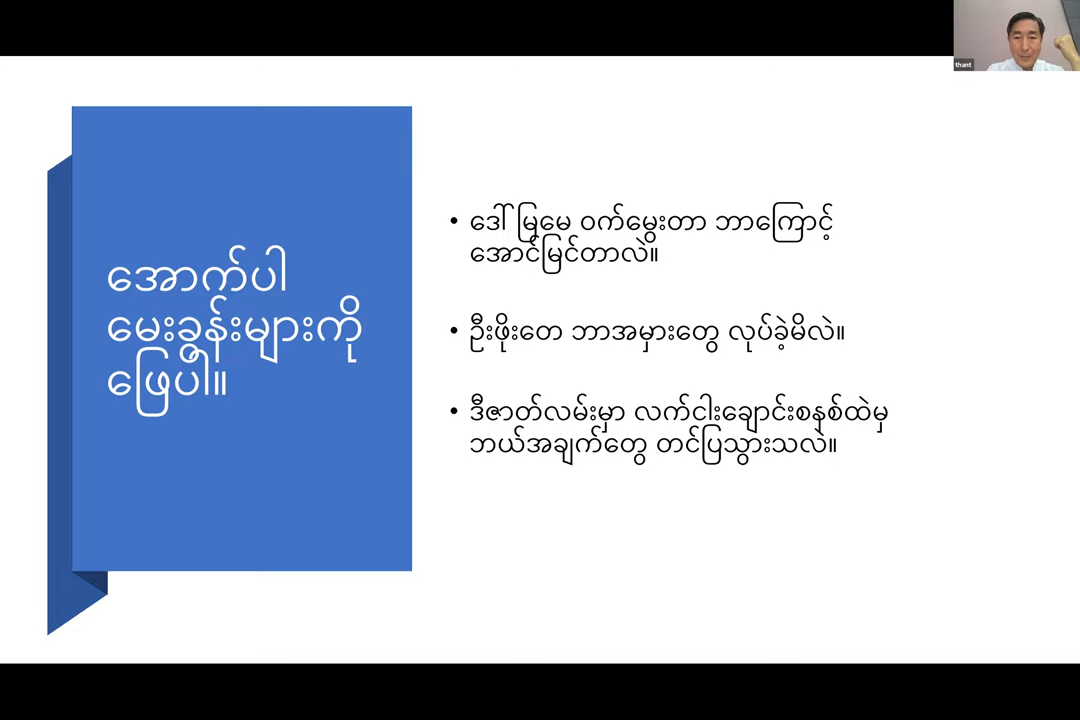 thant
အောက်ပါ
မေးခွန်းများကို
ဖြေပါ။
• ဒေါ်မြမေ ဝက်မွေးတာ ဘာကြောင့်
အောင်မြင်တာလဲ။
• ဦးဖိုးတေ ဘာအမှားတွေ လုပ်ခဲ့မိလဲ။
• ဒီဇာတ်လမ်းမှာ လက်ငါးချောင်းစနစ်ထဲမှ
ဘယ်အချက်တွေ တင်ပြသွားသလဲ။